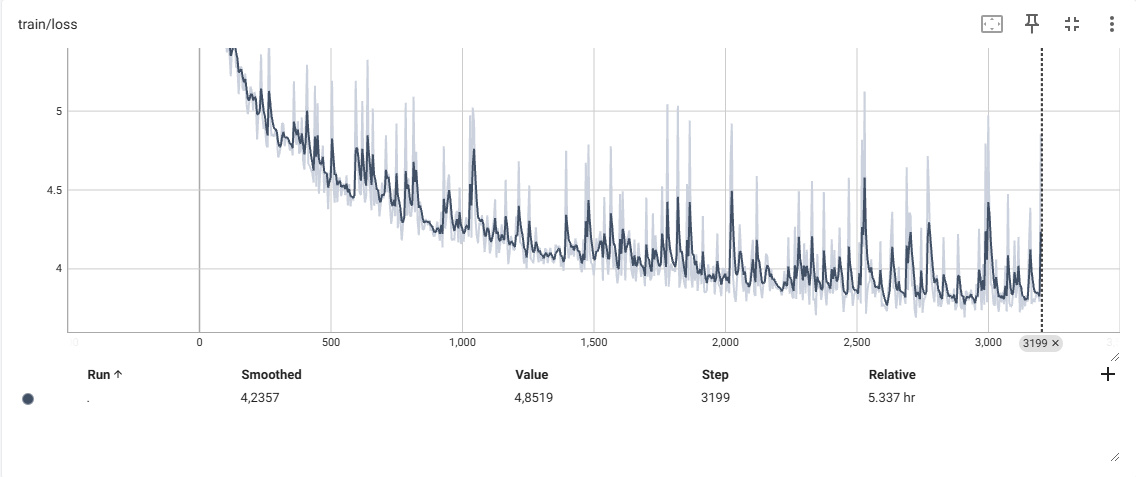 train/loss
5
4.5
4
0 500 1,000 1,500 2,000 2,500 3,000 3199 ×
Run ↑ Smoothed Value Step Relative
. 4,2357 4,8519 3199 5.337 hr